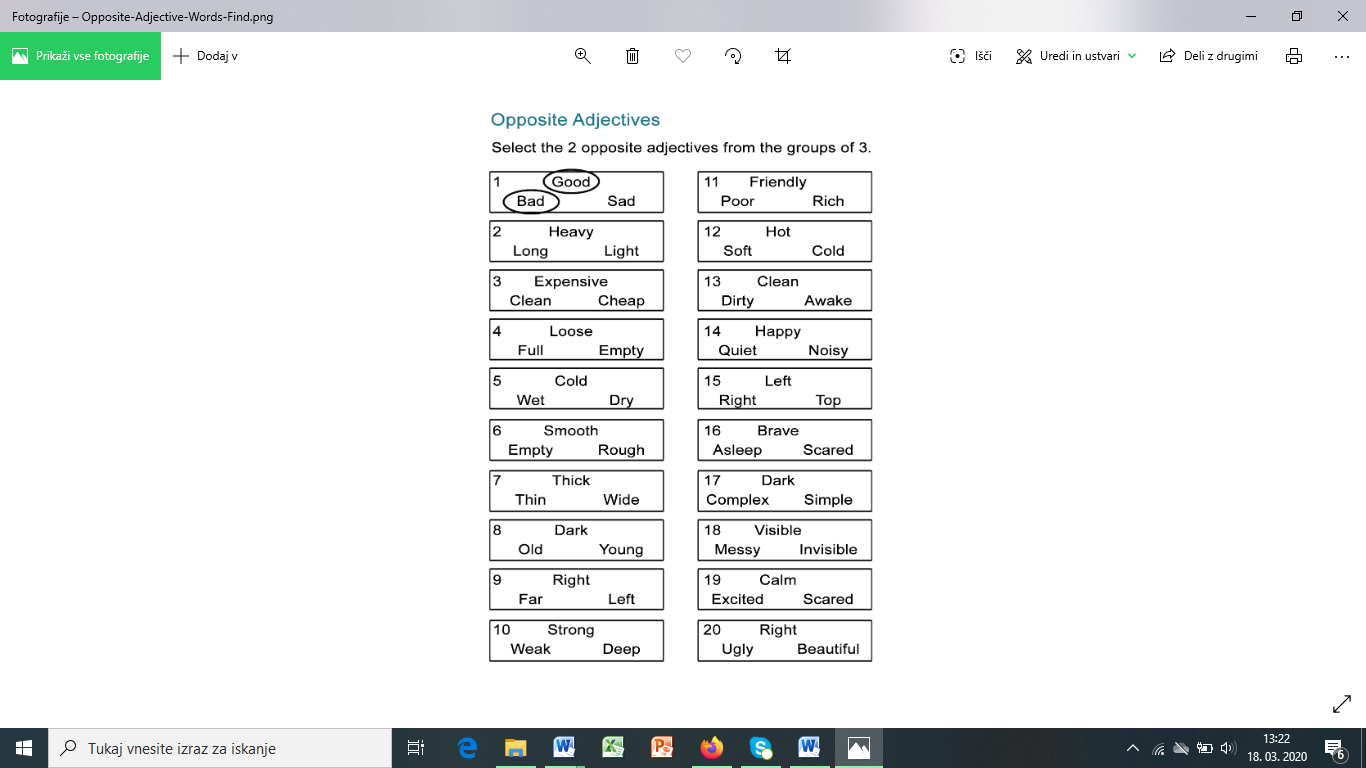 Fotografije – Opposite-Adjective-Words-Find.png
Prikaži vse fotografije
Dodaj v
Išči
Uredi in ustvari
Deli z drugimi
Opposite Adjectives
Select the 2 opposite adjectives from the groups of 3.
1 Good
Bad Sad
2 Heavy
Long Light
3 Expensive
Clean Cheap
4 Loose
Full Empty
5 Cold
Wet Dry
6 Smooth
Empty Rough
7 Thick
Thin Wide
8 Dark
Old Young
9 Right
Far Left
10 Strong
Weak Deep
11 Friendly
Poor Rich
12 Hot
Soft Cold
13 Clean
Dirty Awake
14 Happy
Quiet Noisy
15 Left
Right Top
16 Brave
Asleep Scared
17 Dark
Complex Simple
18 Visible
Messy Invisible
19 Calm
Excited Scared
20 Right
Ugly Beautiful
Tukaj vnesite izraz za iskanje
13:22
18. 03. 2020
6